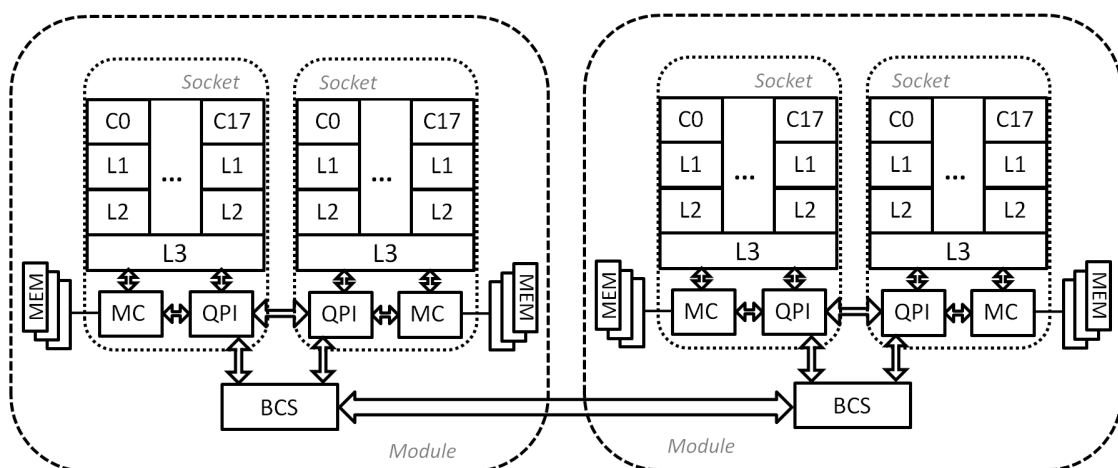 Socket Socket Socket Socket
C0 C17 C0 C17 C0 C17 C0 C17
L1 ... L1 L1 ... L1 L1 ... L1 L1 ... L1
L2 L2 L2 L2 L2 L2 L2 L2
L3 L3 L3 L3
MEM MC QPI QPI MC MEM MEM MC QPI QPI MC MEM
BCS BCS
Module Module